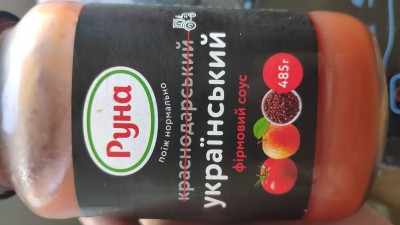 Руна
поїж нормально
краснодарський
український
фірмовий соус
485г